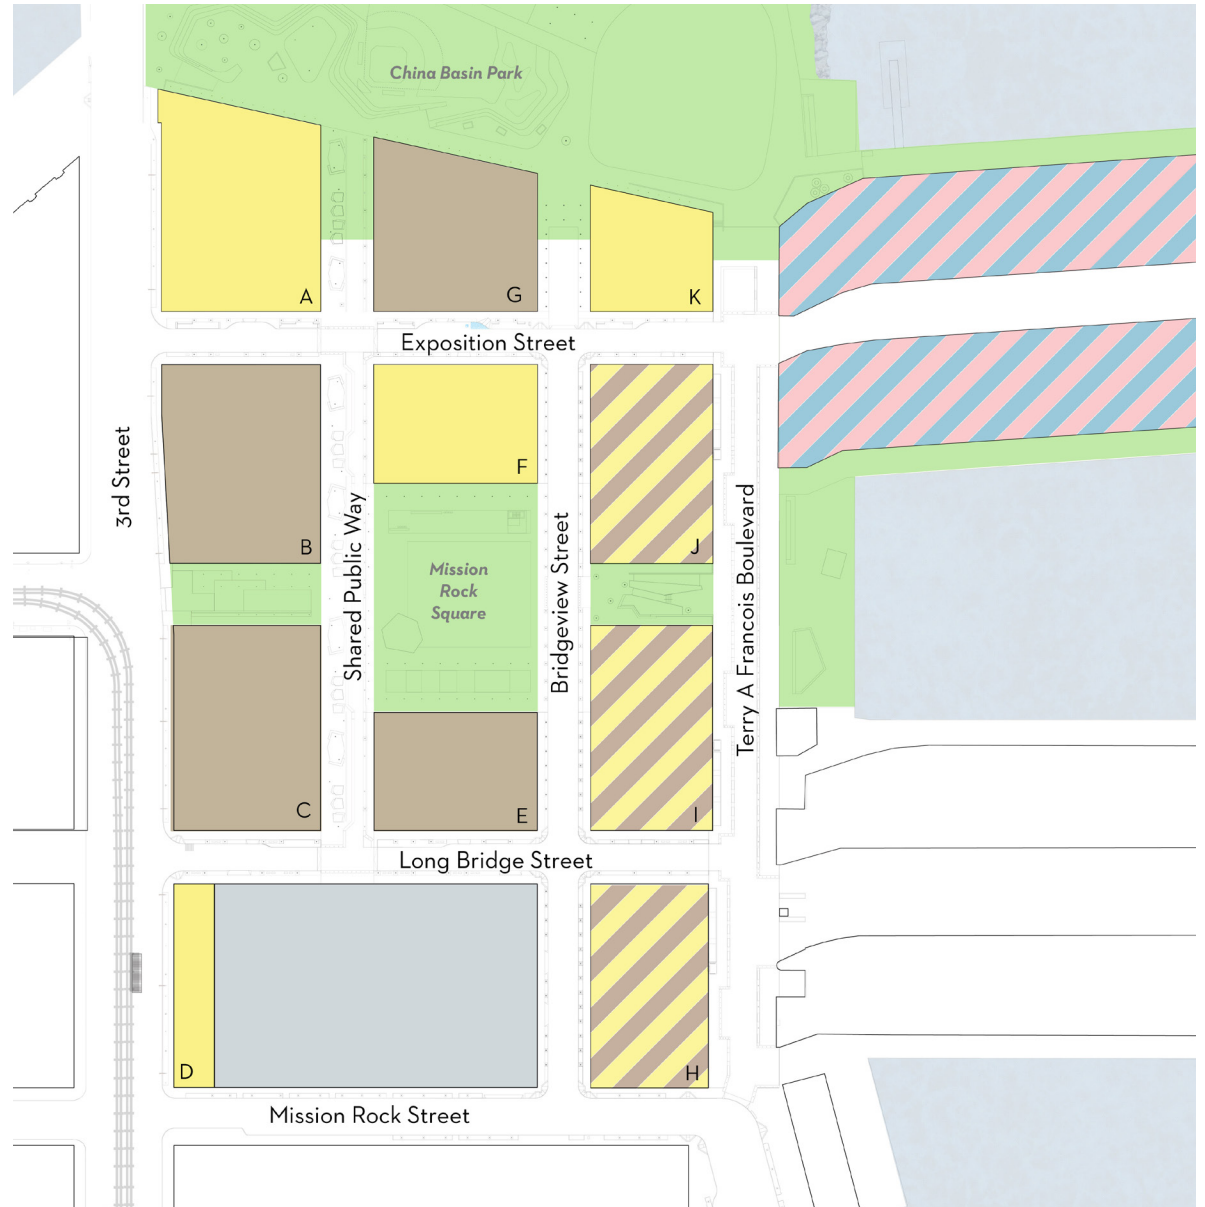 China Basin Park
A
G
K
Exposition Street
3rd Street
B
Shared Public Way
F
Mission
Rock
Square
Bridgeview Street
J
Terry A Francois Boulevard
C
E
I
Long Bridge Street
D
H
Mission Rock Street